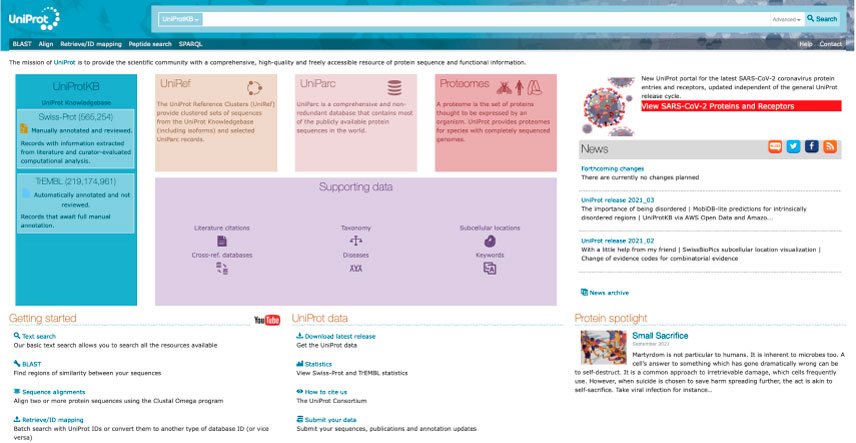 UniProt
UniProtKB
Advanced
Search
BLAST Align Retrieve/ID mapping Peptide search SPARQL
Help Contact
The mission of UniProt is to provide the scientific community with a comprehensive, high-quality and freely accessible resource of protein sequence and functional information.
UniProtKB
UniProt Knowledgebase
Swiss-Prot (565,254)
Manually annotated and reviewed.
Records with information extracted
from literature and curator-evaluated
computational analysis.
TrEMBL (219,174,961)
Automatically annotated and not
reviewed.
Records that await full manual
annotation.
UniRef
The UniProt Reference Clusters (UniRef)
provide clustered sets of sequences
from the UniProt Knowledgebase
(including isoforms) and selected
UniParc records.
UniParc
UniParc is a comprehensive and non-
redundant database that contains most
of the publicly available protein
sequences in the world.
Proteomes
A proteome is the set of proteins
thought to be expressed by an
organism. UniProt provides proteomes
for species with completely sequenced
genomes.
Supporting data
Literature citations
Taxonomy
Subcellular locations
Cross-ref. databases
Diseases
Keywords
New UniProt portal for the latest SARS-CoV-2 coronavirus protein
entries and receptors, updated independent of the general UniProt
release cycle.
View SARS-CoV-2 Proteins and Receptors
News
Forthcoming changes
There are currently no changes planned
UniProt release 2021_03
The importance of being disordered | MobiDB-lite predictions for intrinsically
disordered regions | UniProtKB via AWS Open Data and Amazo...
UniProt release 2021_02
With a little help from my friend | SwissBioPics subcellular location visualization |
Change of evidence codes for combinatorial evidence
News archive
Getting started
YouTube
Text search
Our basic text search allows you to search all the resources available
BLAST
Find regions of similarity between your sequences
Sequence alignments
Align two or more protein sequences using the Clustal Omega program
Retrieve/ID mapping
Batch search with UniProt IDs or convert them to another type of database ID (or vice
versa)
UniProt data
Download latest release
Get the UniProt data
Statistics
View Swiss-Prot and TrEMBL statistics
How to cite us
The UniProt Consortium
Submit your data
Submit your sequences, publications and annotation updates
Protein spotlight
Small Sacrifice
September 2021
Martyrdom is not particular to humans. It is inherent to microbes too. A
cell's answer to something which has gone dramatically wrong can be
to self-destruct. It is a common approach to irretrievable damage, which cells frequently
use. However, when suicide is chosen to save harm spreading further, the act is akin to
self-sacrifice. Take viral infection for instance...